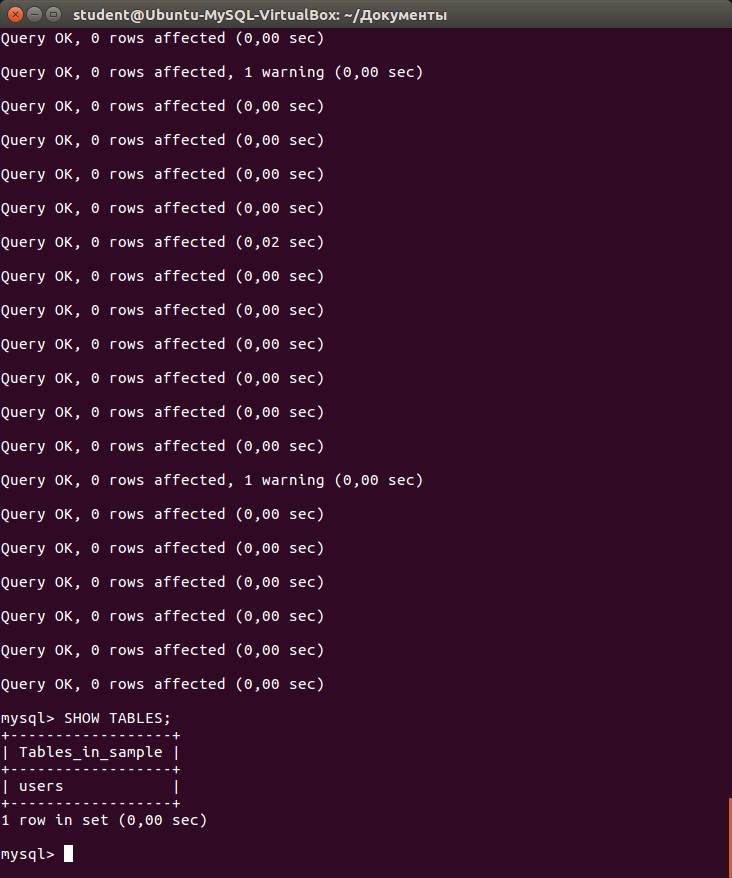 student@Ubuntu-MySQL-VirtualBox: ~/Документы
Query OK, 0 rows affected (0,00 sec)
Query OK, 0 rows affected, 1 warning (0,00 sec)
Query OK, 0 rows affected (0,00 sec)
Query OK, 0 rows affected (0,00 sec)
Query OK, 0 rows affected (0,00 sec)
Query OK, 0 rows affected (0,00 sec)
Query OK, 0 rows affected (0,02 sec)
Query OK, 0 rows affected (0,00 sec)
Query OK, 0 rows affected (0,00 sec)
Query OK, 0 rows affected (0,00 sec)
Query OK, 0 rows affected (0,00 sec)
Query OK, 0 rows affected (0,00 sec)
Query OK, 0 rows affected (0,00 sec)
Query OK, 0 rows affected, 1 warning (0,00 sec)
Query OK, 0 rows affected (0,00 sec)
Query OK, 0 rows affected (0,00 sec)
Query OK, 0 rows affected (0,00 sec)
Query OK, 0 rows affected (0,00 sec)
Query OK, 0 rows affected (0,00 sec)
Query OK, 0 rows affected (0,00 sec)
mysql> SHOW TABLES;
+------------------+
| Tables_in_sample |
+------------------+
| users            |
+------------------+
1 row in set (0,00 sec)
mysql>